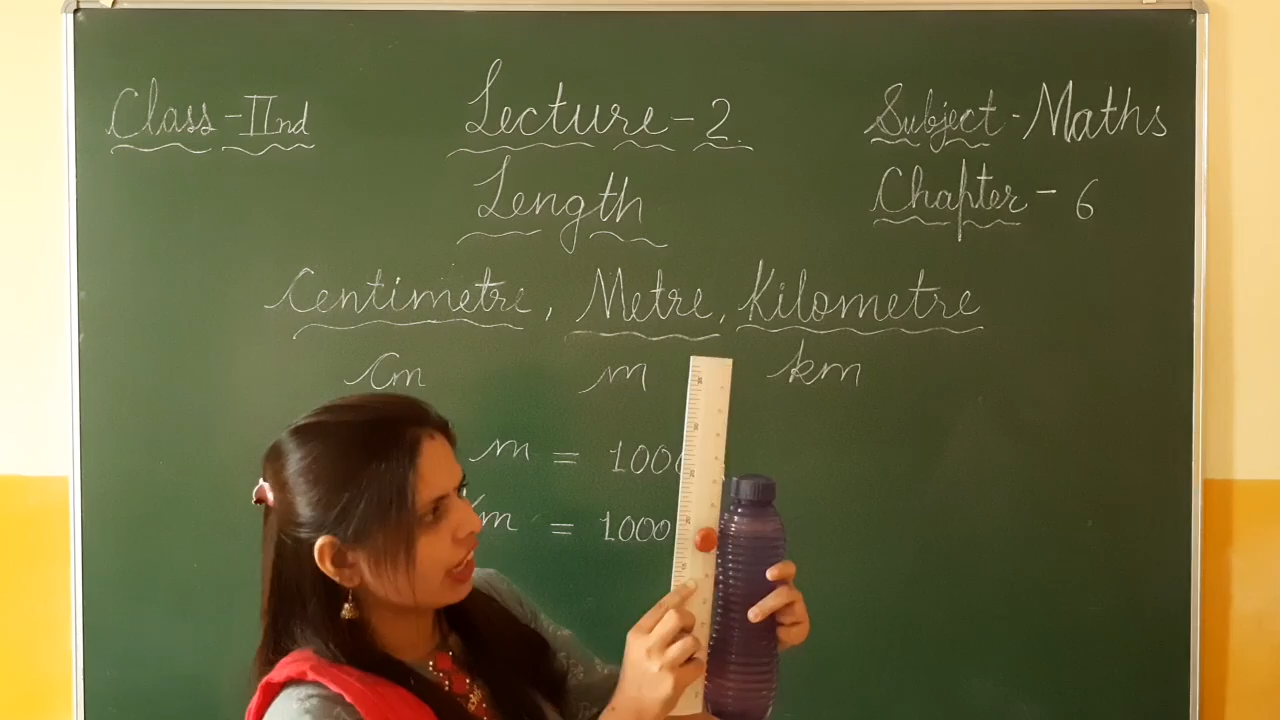 Class - IInd
Lecture - 2.
Subject - Maths
Length
Chapter - 6
Centimetre, Metre, Kilometre
cm m km
m = 100
m = 1000